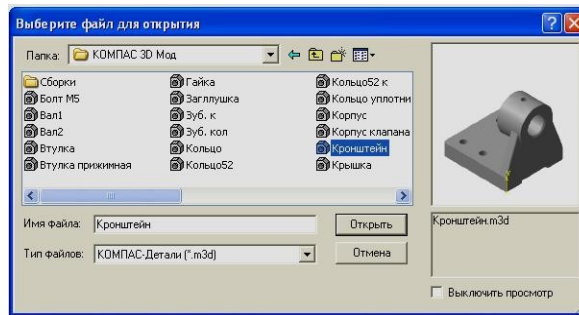 Выберите файл для открытия
Папка: КОМПАС 3D Мод
Сборки Гайка Кольцо52 к
Болт М5 Заглушка Кольцо уплотни
Вал1 Зуб. к Корпус
Вал2 Зуб. кол Корпус клапана
Втулка Кольцо Кронштейн
Втулка прижимная Кольцо52 Крышка
Имя файла: Кронштейн Открыть Кронштейн.m3d
Тип файлов: КОМПАС-Детали (*.m3d) Отмена
Выключить просмотр